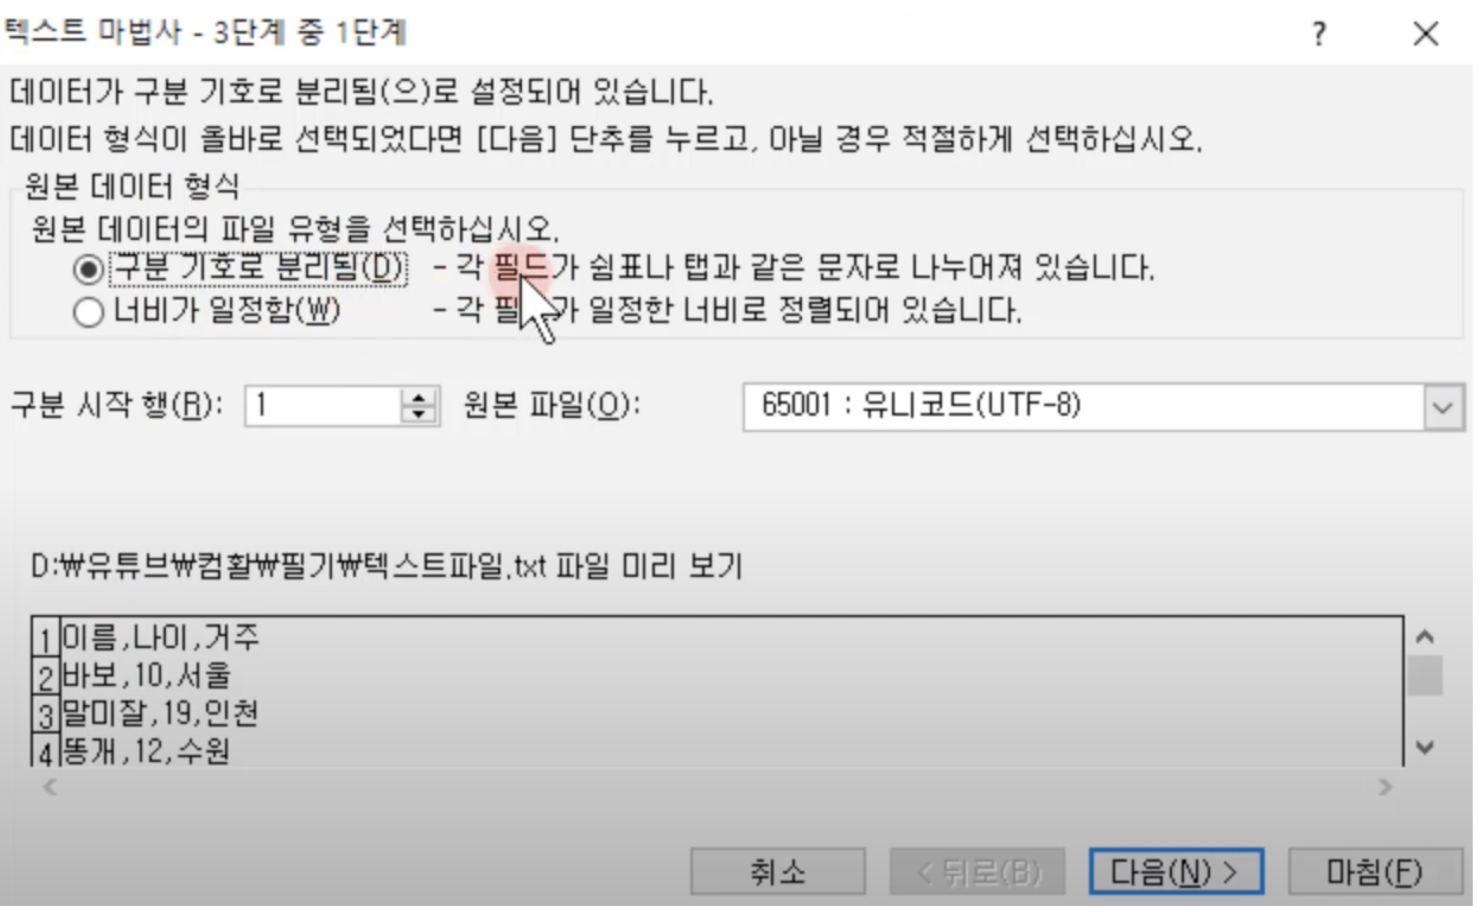 텍스트 마법사 - 3단계 중 1단계
데이터가 구분 기호로 분리됨(으)로 설정되어 있습니다.
데이터 형식이 올바로 선택되었다면 [다음] 단추를 누르고, 아닐 경우 적절하게 선택하십시오.
원본 데이터 형식
원본 데이터의 파일 유형을 선택하십시오.
구분 기호로 분리됨(D) - 각 필드가 쉼표나 탭과 같은 문자로 나누어져 있습니다.
너비가 일정함(W) - 각 필드가 일정한 너비로 정렬되어 있습니다.
구분 시작 행(R): 1 원본 파일(O): 65001 : 유니코드(UTF-8)
D:₩유튜브₩컴활₩필기₩텍스트파일.txt 파일 미리 보기
1 이름,나이,거주
2 바보,10,서울
3 말미잘,19,인천
4 똥개,12,수원
취소 < 뒤로(B) 다음(N) > 마침(F)